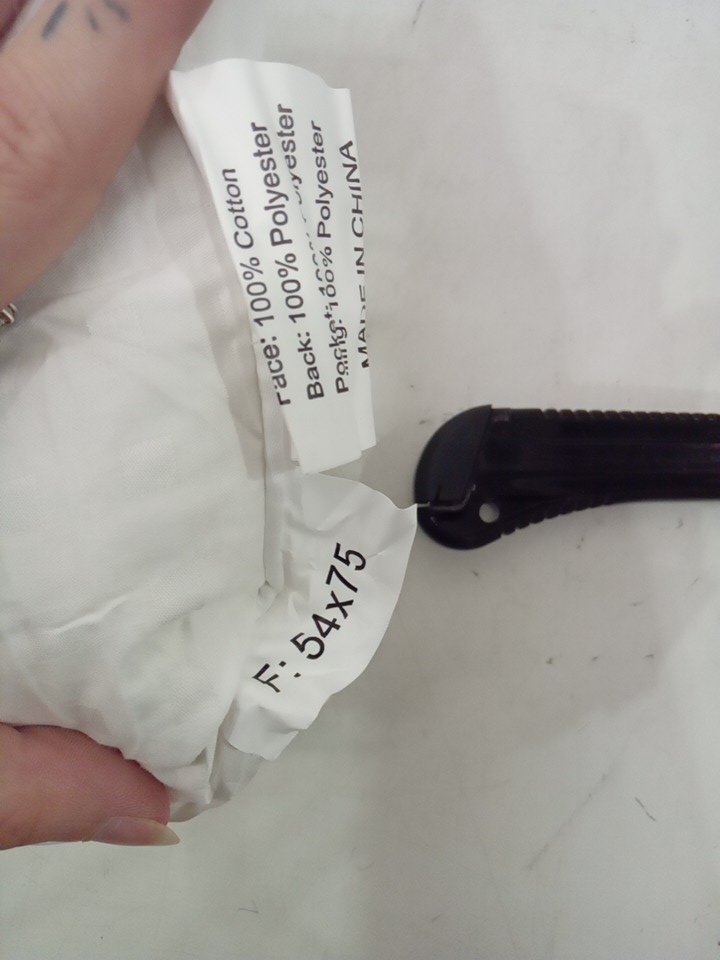 Face: 100% Cotton
Back: 100% Polyester
100% Polyester
MADE IN CHINA
F: 54x75